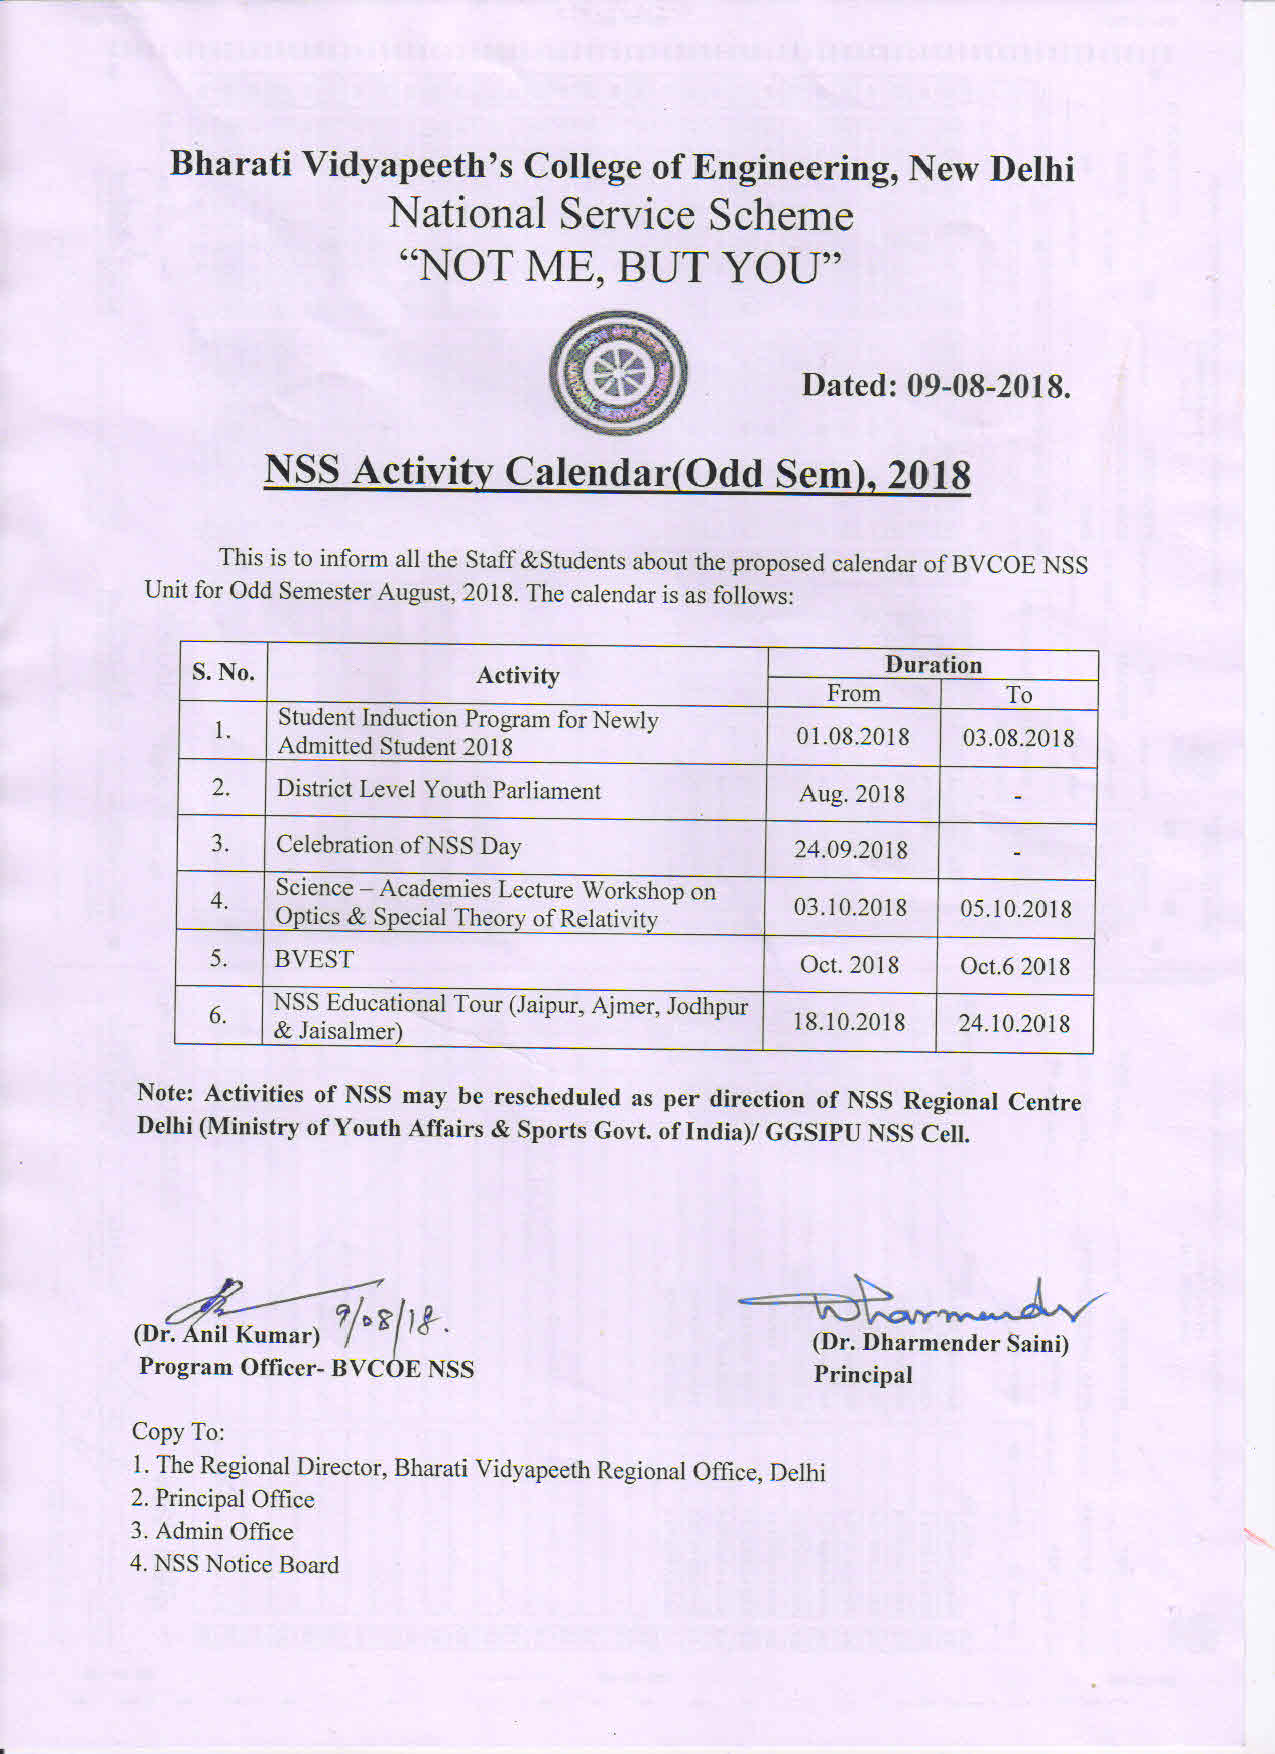 Bharati Vidyapeeth's College of Engineering, New Delhi
National Service Scheme
“NOT ME, BUT YOU”
NATIONAL SERVICE SCHEME
Dated: 09-08-2018.
NSS Activity Calendar(Odd Sem), 2018
This is to inform all the Staff &Students about the proposed calendar of BVCOE NSS
Unit for Odd Semester August, 2018. The calendar is as follows:
S. No. Activity Duration
From To
1. Student Induction Program for Newly
Admitted Student 2018 01.08.2018 03.08.2018
2. District Level Youth Parliament Aug. 2018 -
3. Celebration of NSS Day 24.09.2018 -
4. Science – Academies Lecture Workshop on
Optics & Special Theory of Relativity 03.10.2018 05.10.2018
5. BVEST Oct. 2018 Oct.6 2018
6. NSS Educational Tour (Jaipur, Ajmer, Jodhpur
& Jaisalmer) 18.10.2018 24.10.2018
Note: Activities of NSS may be rescheduled as per direction of NSS Regional Centre
Delhi (Ministry of Youth Affairs & Sports Govt. of India)/ GGSIPU NSS Cell.
9/08/18.
Dharmender
(Dr. Anil Kumar) (Dr. Dharmender Saini)
Program Officer- BVCOE NSS Principal
Copy To:
1. The Regional Director, Bharati Vidyapeeth Regional Office, Delhi
2. Principal Office
3. Admin Office
4. NSS Notice Board